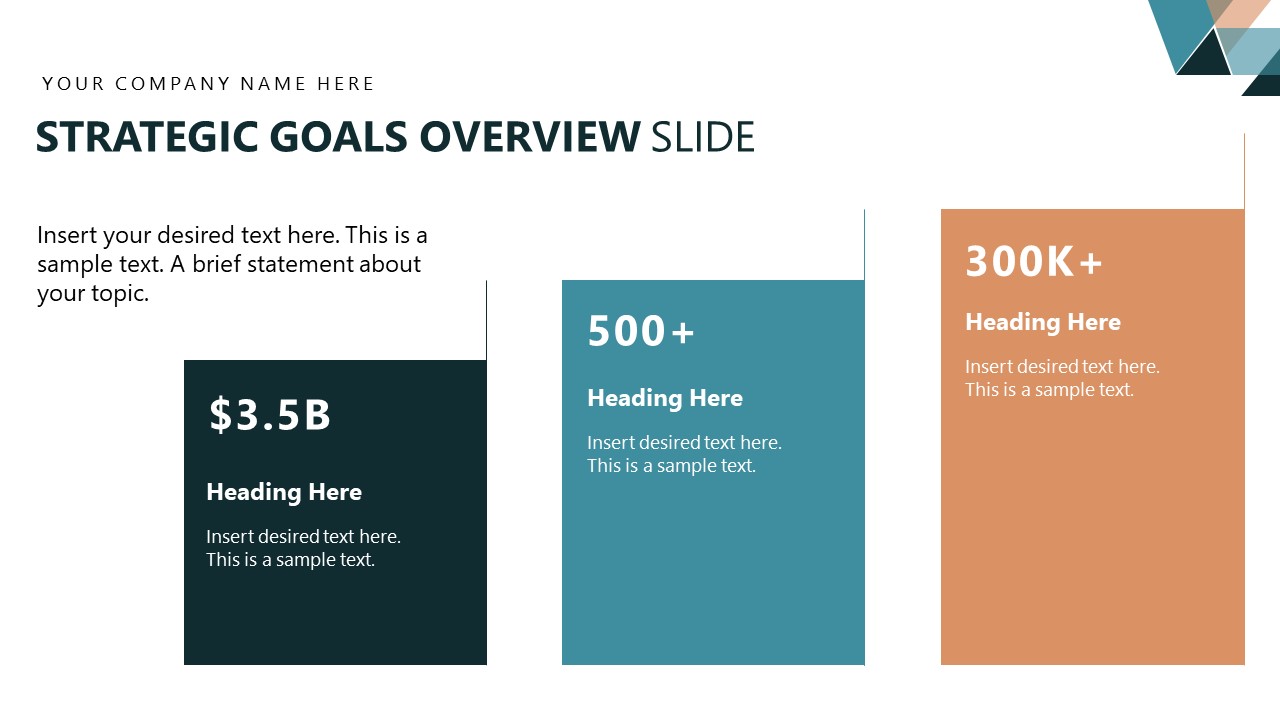 YOUR COMPANY NAME HERE
STRATEGIC GOALS OVERVIEW SLIDE
Insert your desired text here. This is a
sample text. A brief statement about
your topic.
$3.5B
Heading Here
Insert desired text here.
This is a sample text.
500+
Heading Here
Insert desired text here.
This is a sample text.
300K+
Heading Here
Insert desired text here.
This is a sample text.